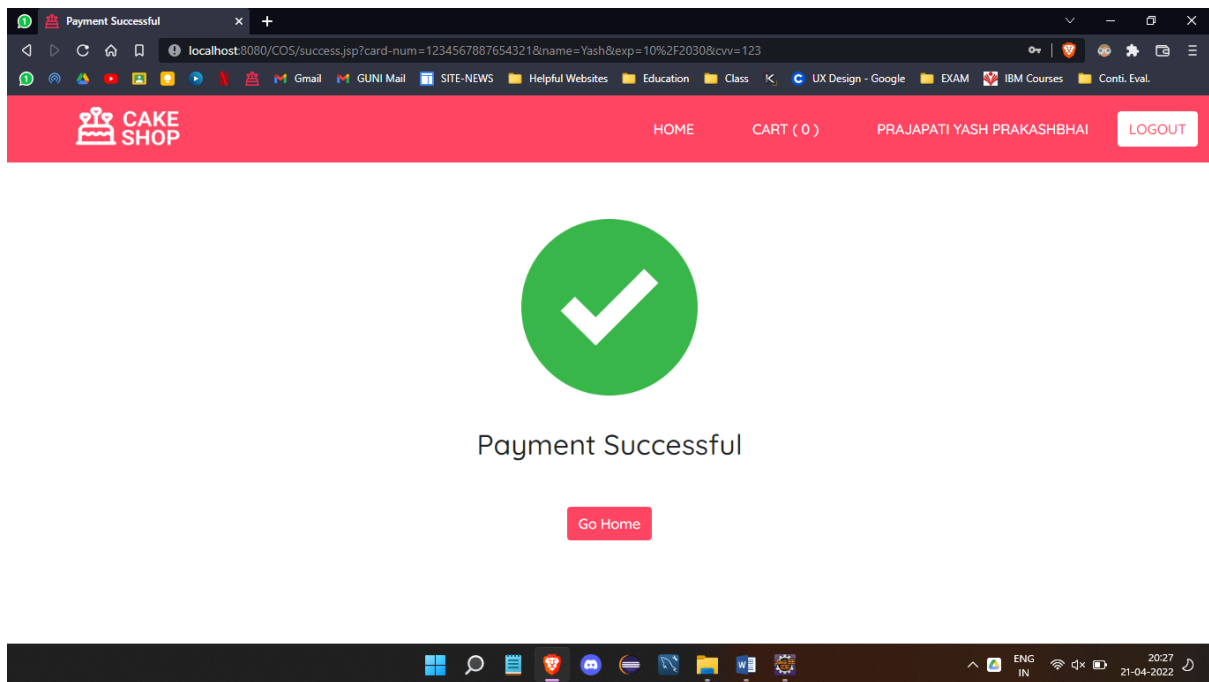 Payment Successful
localhost:8080/COS/success.jsp?card-num=1234567887654321&name=Yash&exp=10%2F2030&cvv=123
Gmail GUNI Mail SITE-NEWS Helpful Websites Education Class UX Design - Google EXAM IBM Courses Conti. Eval.
CAKE
SHOP
HOME CART ( 0 ) PRAJAPATI YASH PRAKASHBHAI LOGOUT
Payment Successful
Go Home
ENG
IN
20:27
21-04-2022